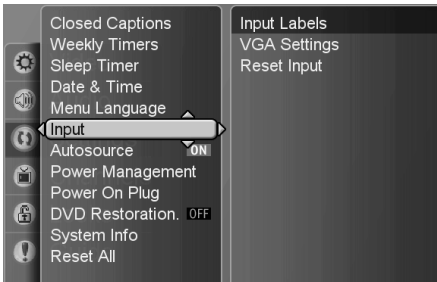 Closed Captions
Weekly Timers
Sleep Timer
Date & Time
Menu Language
Input
Autosource ON
Power Management
Power On Plug
DVD Restoration. OFF
System Info
Reset All
Input Labels
VGA Settings
Reset Input